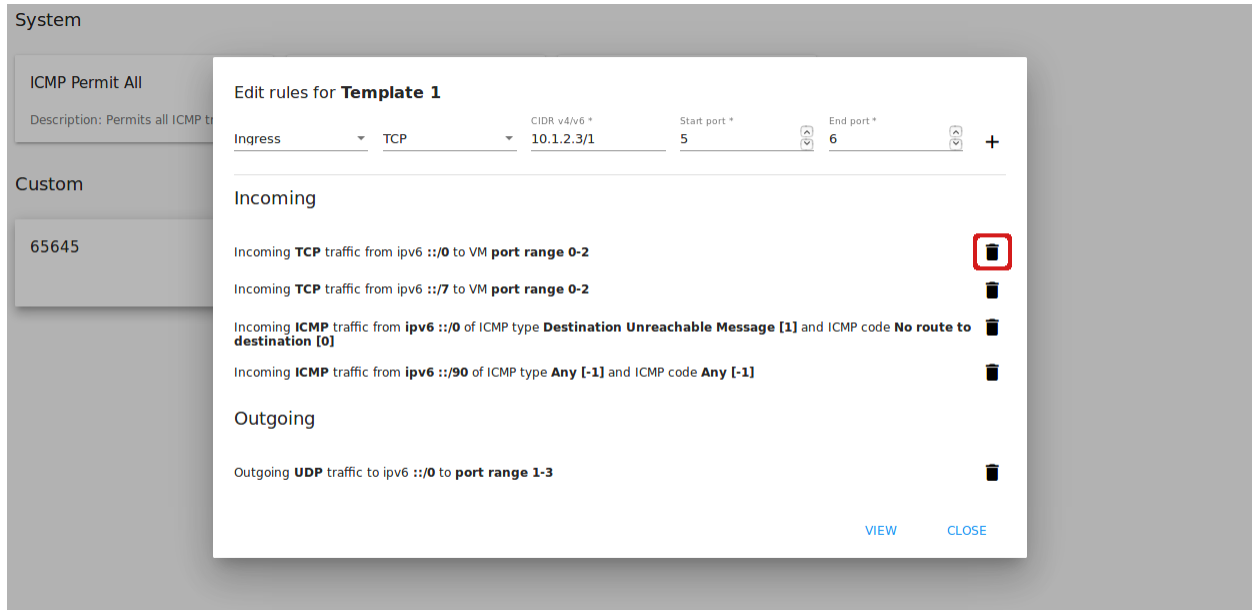 System
ICMP Permit All
Description: Permits all ICMP tr
Custom
65645
Edit rules for Template 1
CIDR v4/v6 *
Start port *
End port *
Ingress
TCP
10.1.2.3/1
5
6
Incoming
Incoming TCP traffic from ipv6 ::/0 to VM port range 0-2
Incoming TCP traffic from ipv6 ::/7 to VM port range 0-2
Incoming ICMP traffic from ipv6 ::/0 of ICMP type Destination Unreachable Message [1] and ICMP code No route to
destination [0]
Incoming ICMP traffic from ipv6 ::/90 of ICMP type Any [-1] and ICMP code Any [-1]
Outgoing
Outgoing UDP traffic to ipv6 ::/0 to port range 1-3
VIEW
CLOSE